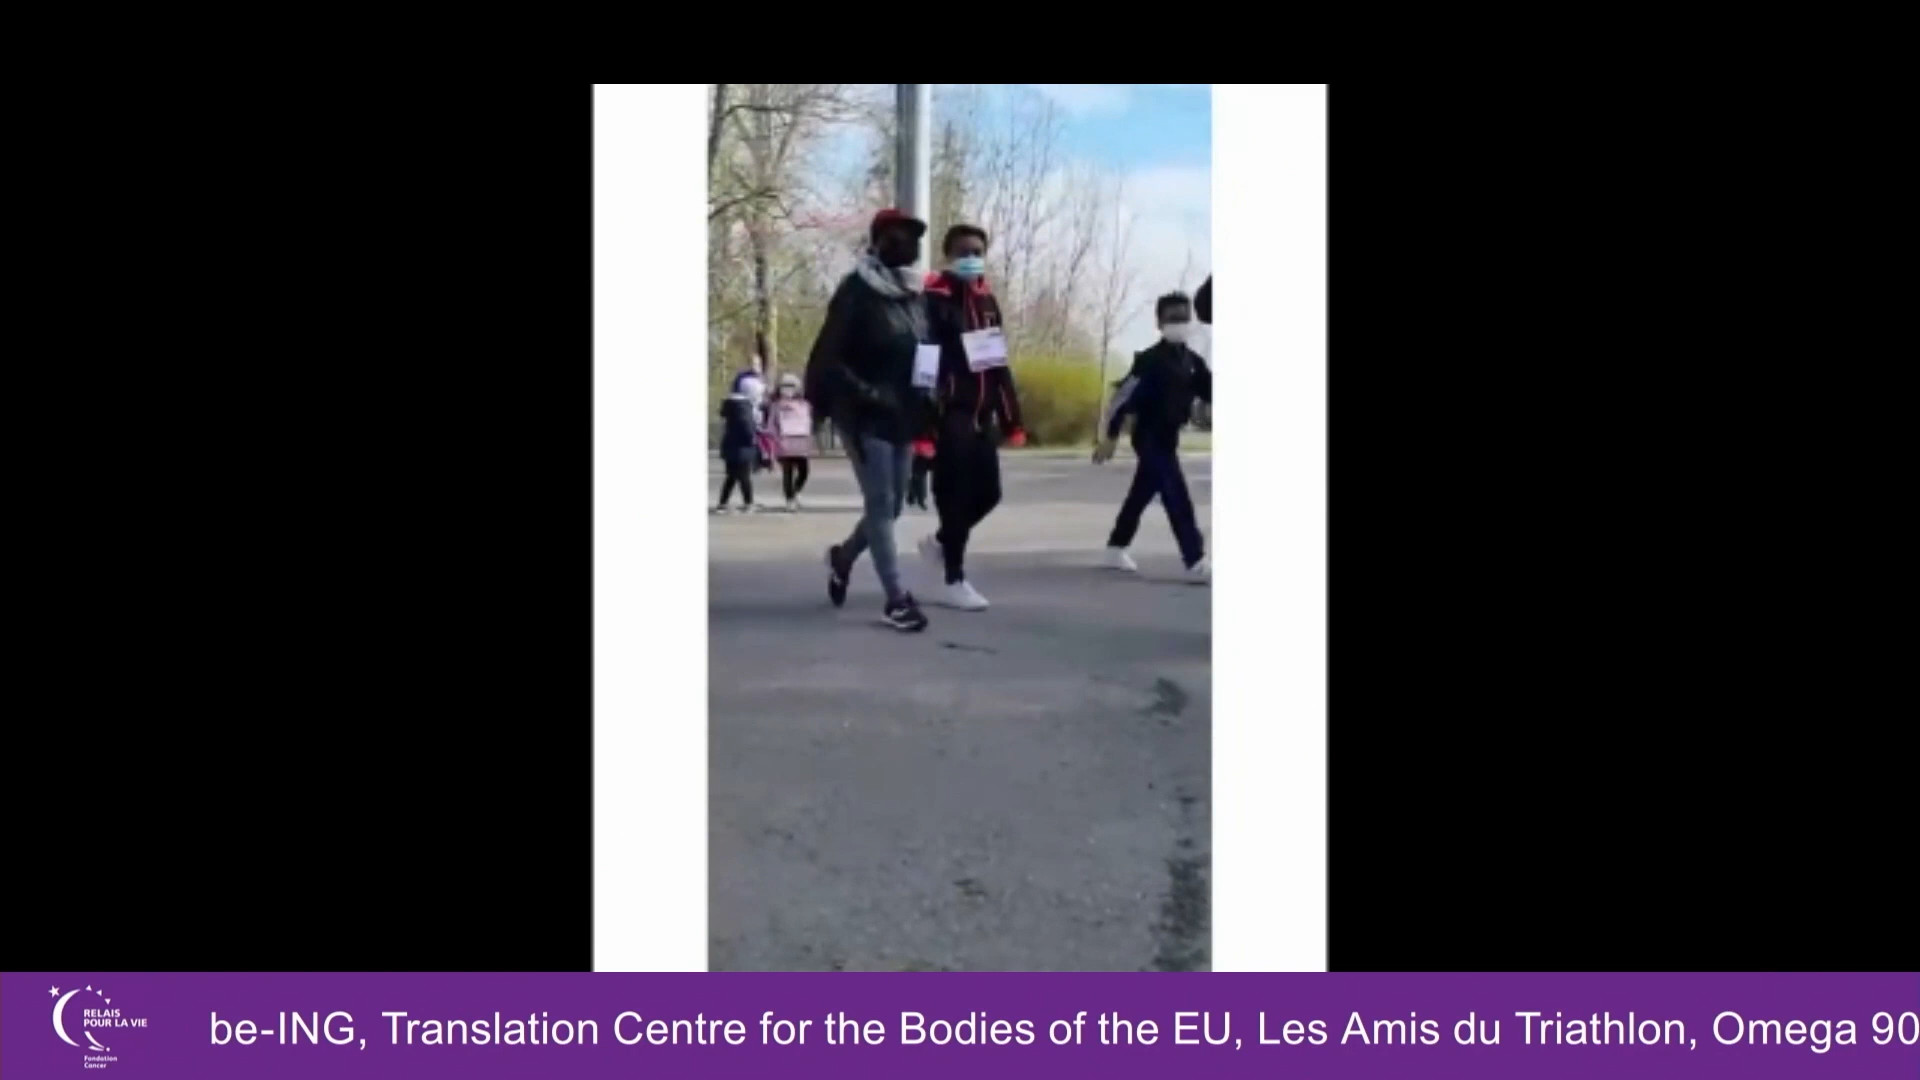 RELAIS
POUR LA VIE
Fondation
Cancer
be-ING, Translation Centre for the Bodies of the EU, Les Amis du Triathlon, Omega 90